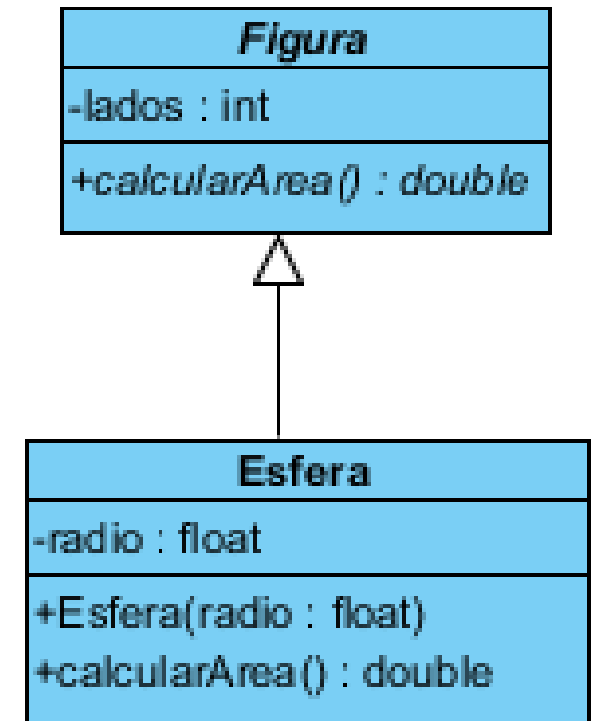 Figura
-lados : int
+calcularArea() : double
Esfera
-radio : float
+Esfera(radio : float)
+calcularArea() : double